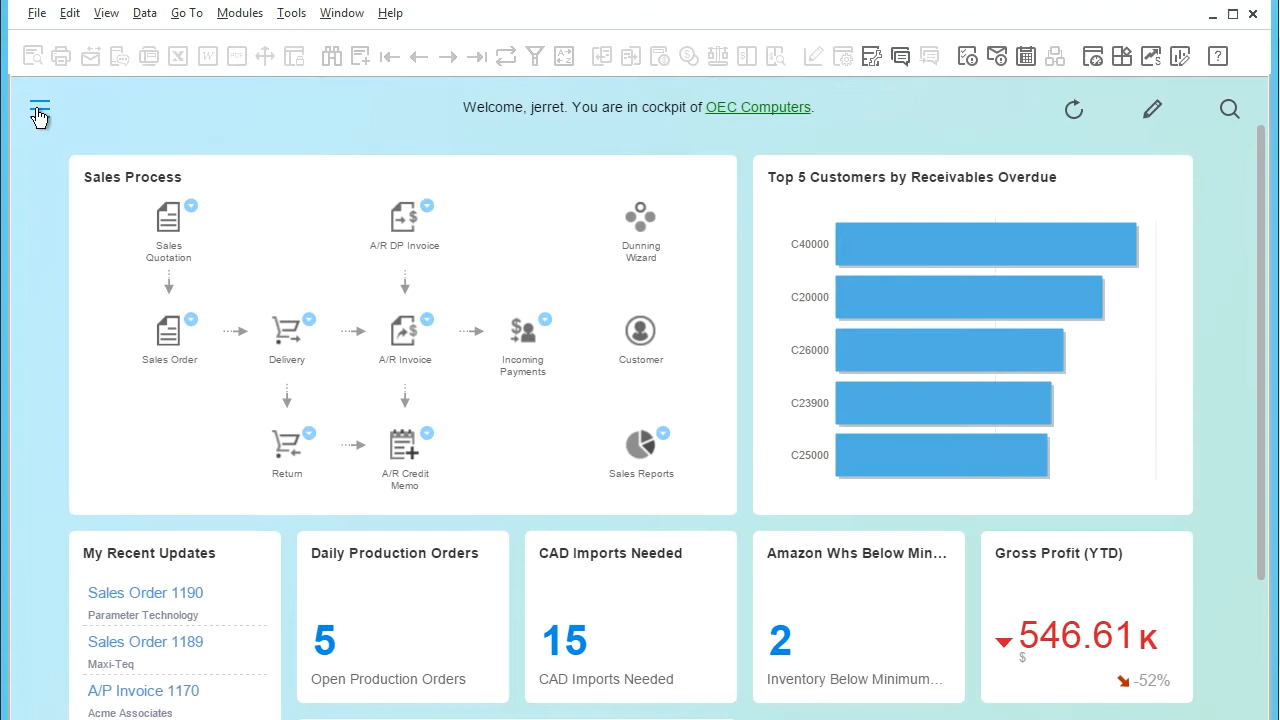 File Edit View Data Go To Modules Tools Window Help
Welcome, jerret. You are in cockpit of OEC Computers.
Sales Process
Sales
Quotation
A/R DP Invoice
Dunning
Wizard
Sales Order
Delivery
A/R Invoice
Incoming
Payments
Customer
Return
A/R Credit
Memo
Sales Reports
Top 5 Customers by Receivables Overdue
C40000
C20000
C26000
C23900
C25000
My Recent Updates
Sales Order 1190
Parameter Technology
Sales Order 1189
Maxi-Teq
A/P Invoice 1170
Acme Associates
Daily Production Orders
5
Open Production Orders
CAD Imports Needed
15
CAD Imports Needed
Amazon Whs Below Min...
2
Inventory Below Minimum...
Gross Profit (YTD)
546.61 K
$
-52%